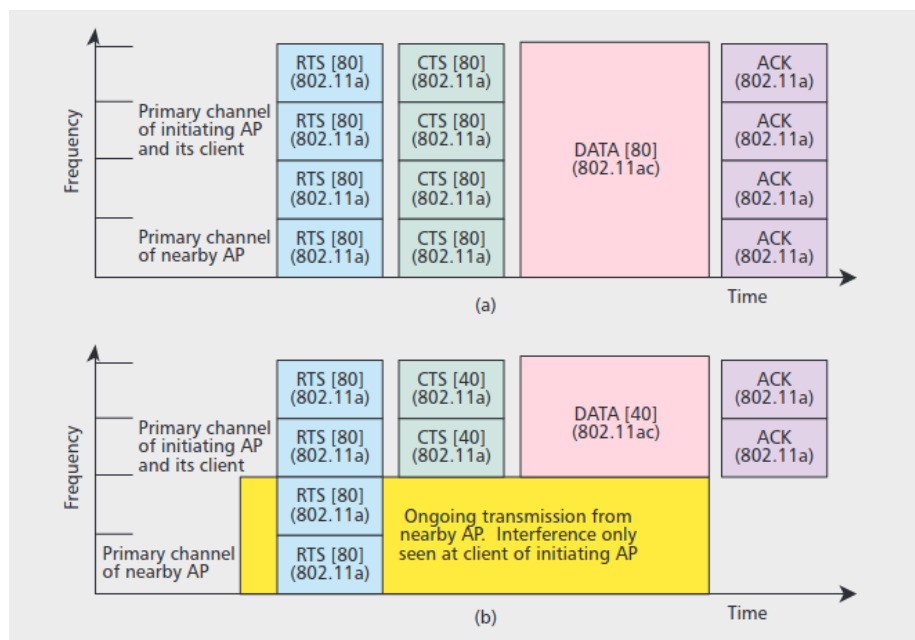 Frequency
Primary channel
of initiating AP
and its client
Primary channel
of nearby AP
RTS [80]
(802.11a)
RTS [80]
(802.11a)
RTS [80]
(802.11a)
RTS [80]
(802.11a)
CTS [80]
(802.11a)
CTS [80]
(802.11a)
CTS [80]
(802.11a)
CTS [80]
(802.11a)
DATA [80]
(802.11ac)
ACK
(802.11a)
ACK
(802.11a)
ACK
(802.11a)
ACK
(802.11a)
Time
(a)
Frequency
Primary channel
of initiating AP
and its client
Primary channel
of nearby AP
RTS [80]
(802.11a)
RTS [80]
(802.11a)
RTS [80]
(802.11a)
RTS [80]
(802.11a)
CTS [40]
(802.11a)
CTS [40]
(802.11a)
DATA [40]
(802.11ac)
ACK
(802.11a)
ACK
(802.11a)
Ongoing transmission from
nearby AP. Interference only
seen at client of initiating AP
Time
(b)